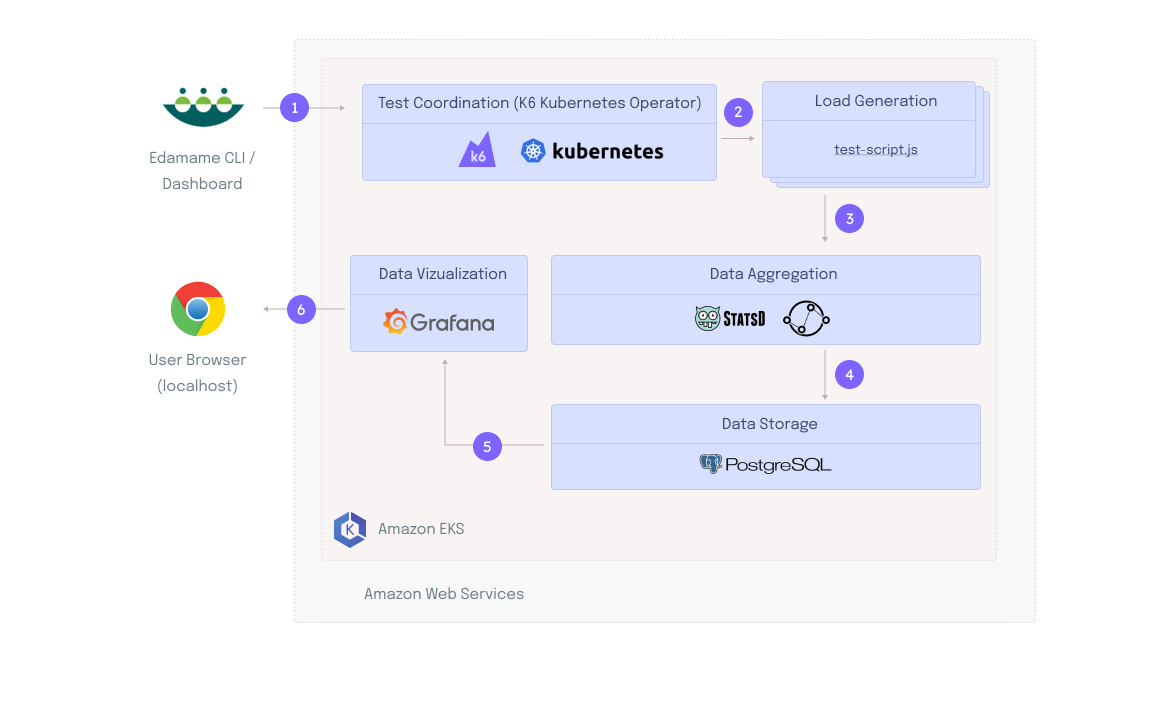 1
Edamame CLI /
Dashboard
Test Coordination (K6 Kubernetes Operator)
k6
kubernetes
2
Load Generation
test-script.js
3
Data Aggregation
STATSD
4
Data Storage
PostgreSQL
5
Data Vizualization
Grafana
6
User Browser
(localhost)
K
Amazon EKS
Amazon Web Services